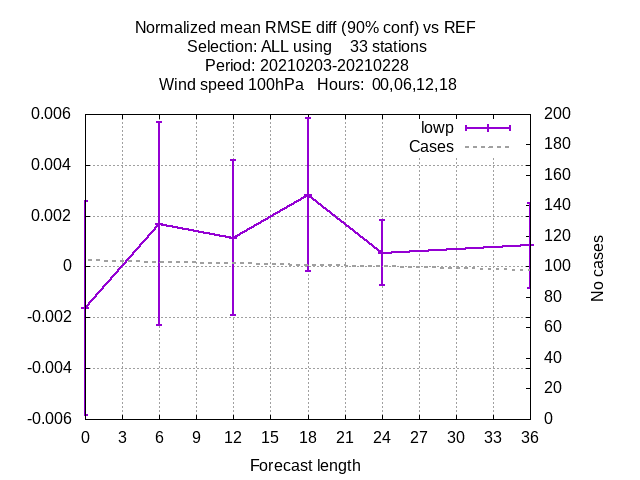 Normalized mean RMSE diff (90% conf) vs REF
Selection: ALL using    33 stations
Period: 20210203-20210228
Wind speed 100hPa   Hours:  00,06,12,18
0.006
0.004
0.002
0
-0.002
-0.004
-0.006
lowp
Cases
200
180
160
140
120
100
80
60
40
20
0
No cases
0 3 6 9 12 15 18 21 24 27 30 33 36
Forecast length